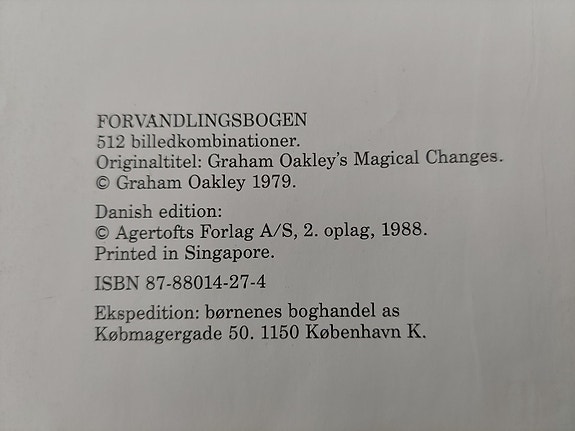 FORVANDLINGSBOGEN
512 billedkombinationer.
Originaltitel: Graham Oakley's Magical Changes.
© Graham Oakley 1979.
Danish edition:
© Agertofts Forlag A/S, 2. oplag, 1988.
Printed in Singapore.
ISBN 87-88014-27-4
Ekspedition: børnenes boghandel as
Købmagergade 50. 1150 København K.